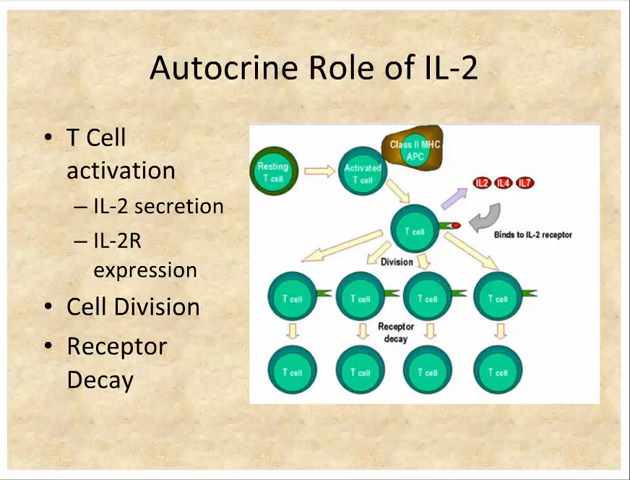 Autocrine Role of IL-2
• T Cell
activation
– IL-2 secretion
– IL-2R
expression
• Cell Division
• Receptor
Decay
Class II MHC
APC
Resting
T cell
Activated
T cell
IL2 IL4 IL7
T cell
Binds to IL-2 receptor
Division
T cell T cell T cell T cell
Receptor
decay
T cell T cell T cell T cell